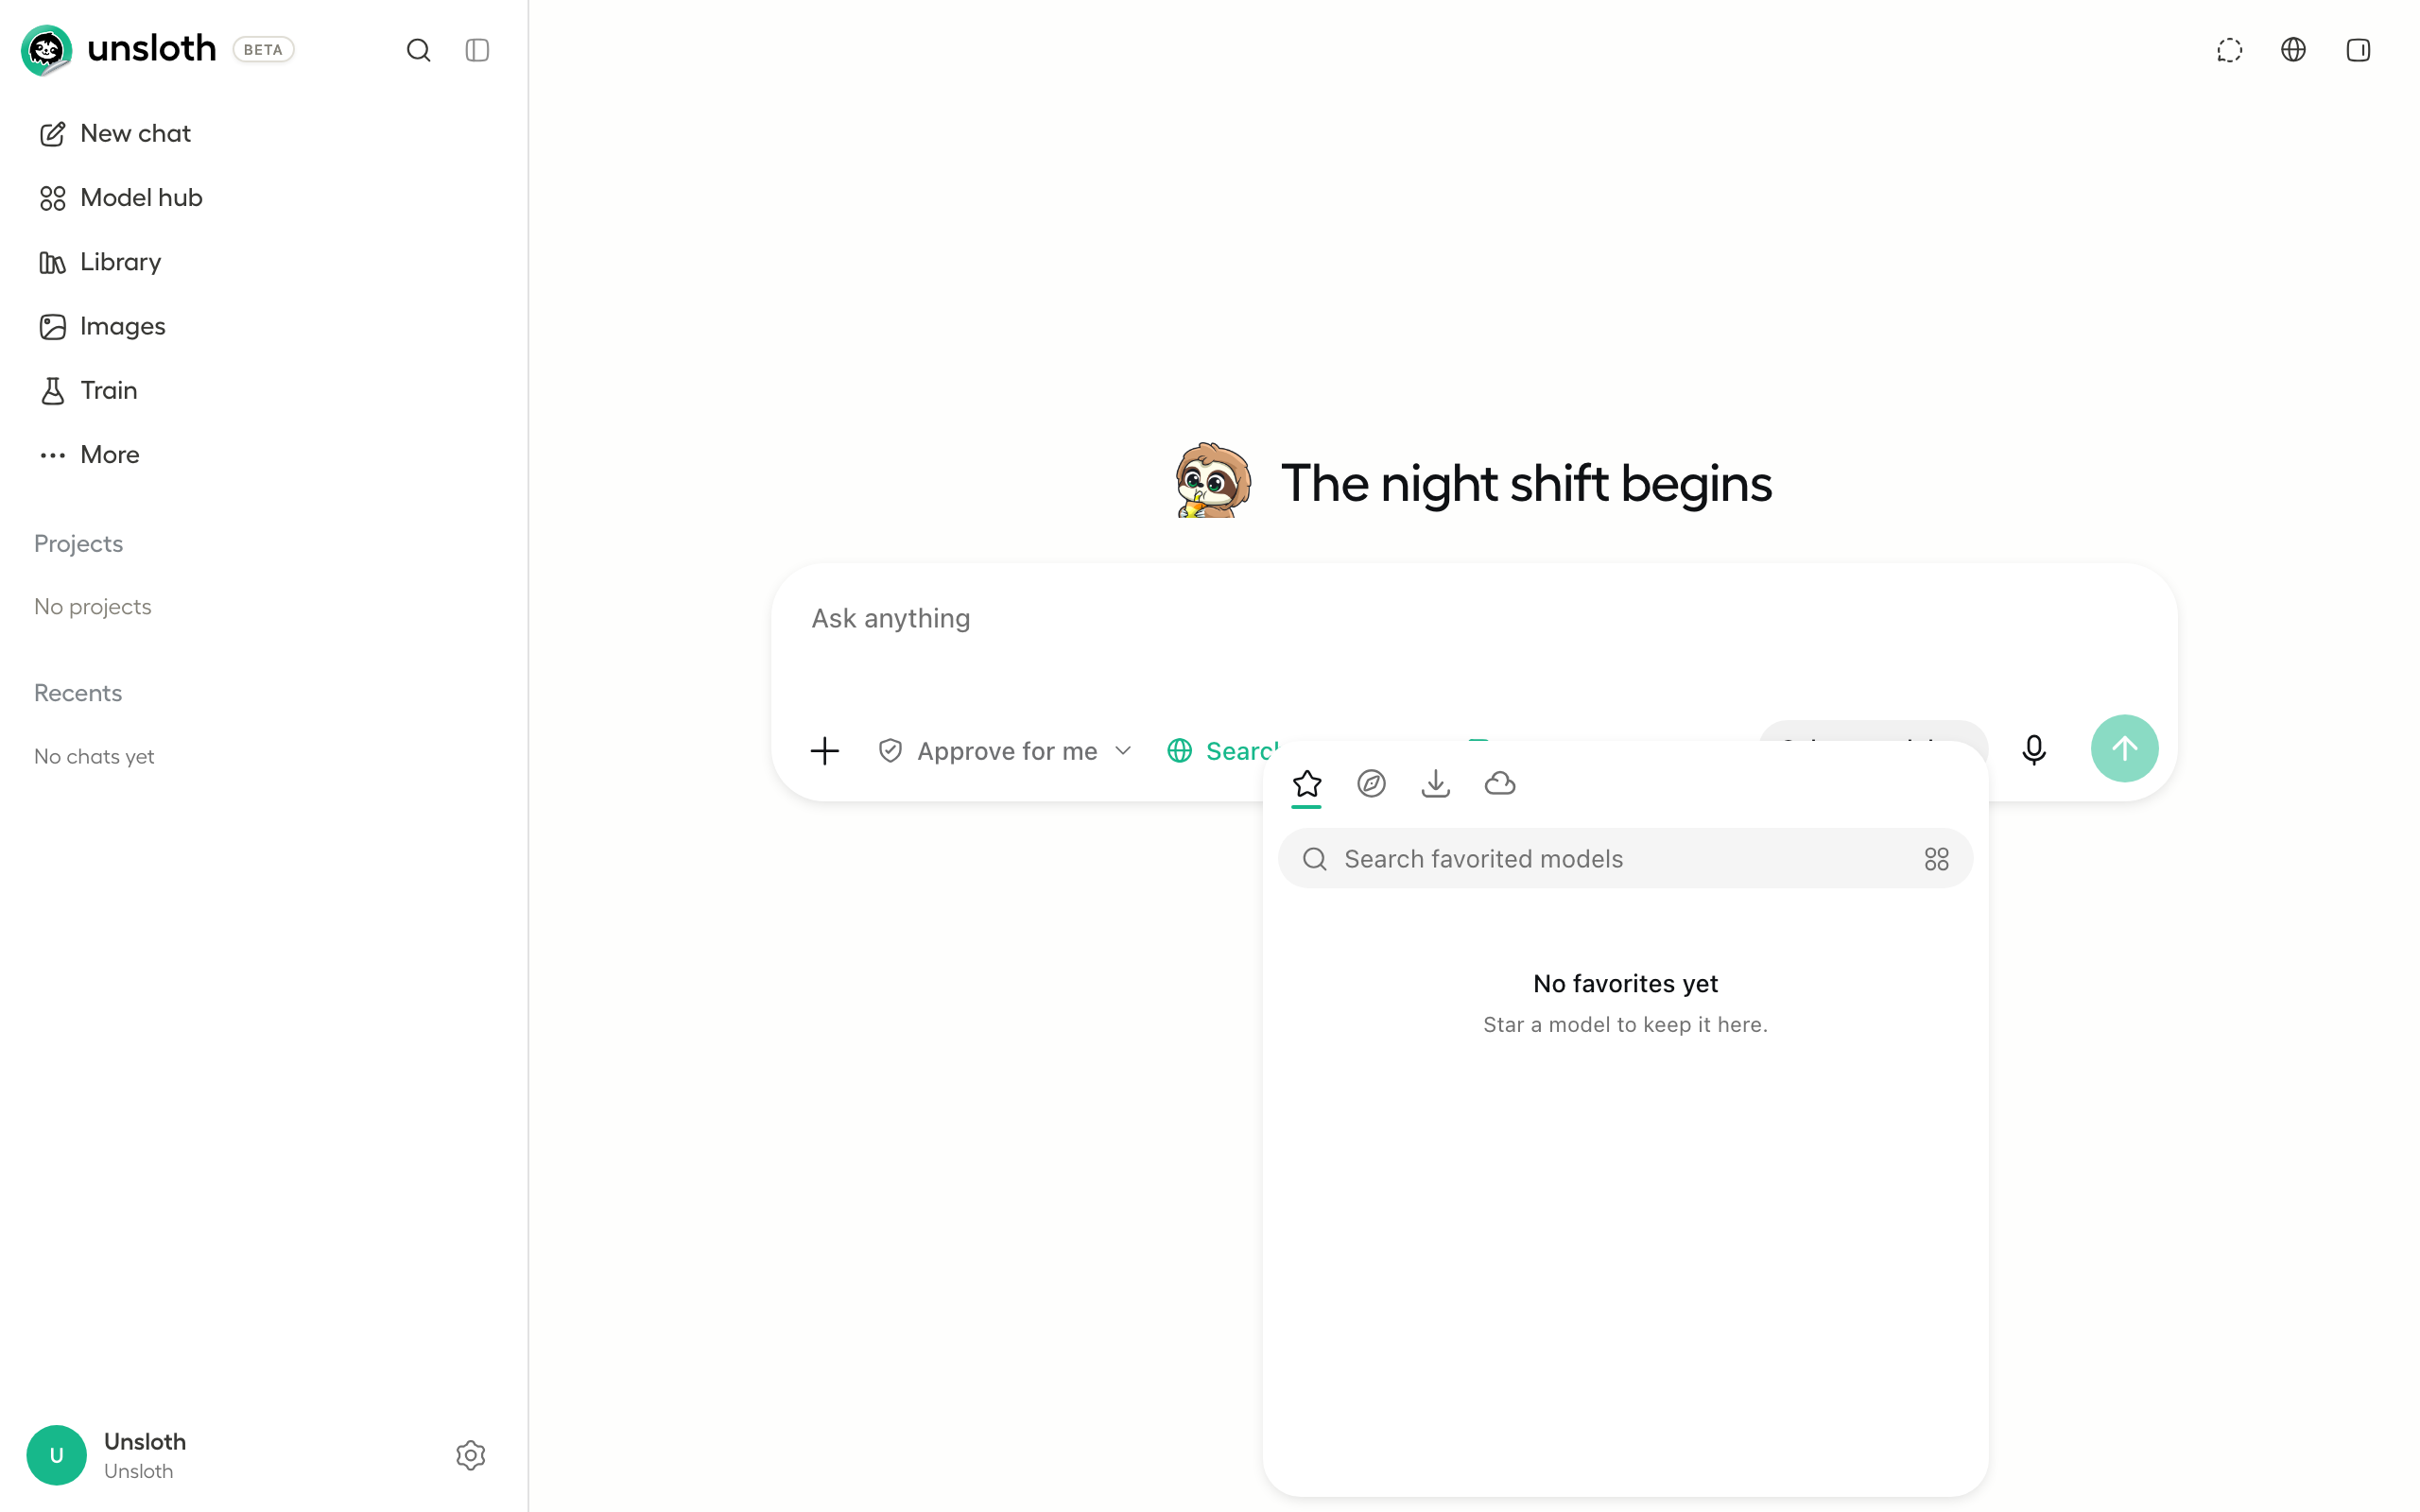 unsloth BETA
New chat
Model hub
Library
Images
Train
More
Projects
No projects
Recents
No chats yet
U
Unsloth
Unsloth
The night shift begins
Ask anything
Approve for me
Search favorited models
No favorites yet
Star a model to keep it here.